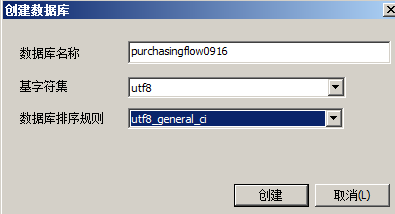 创建数据库
数据库名称 purchasingflow0916
基字符集 utf8
数据库排序规则 utf8_general_ci
创建 取消(L)